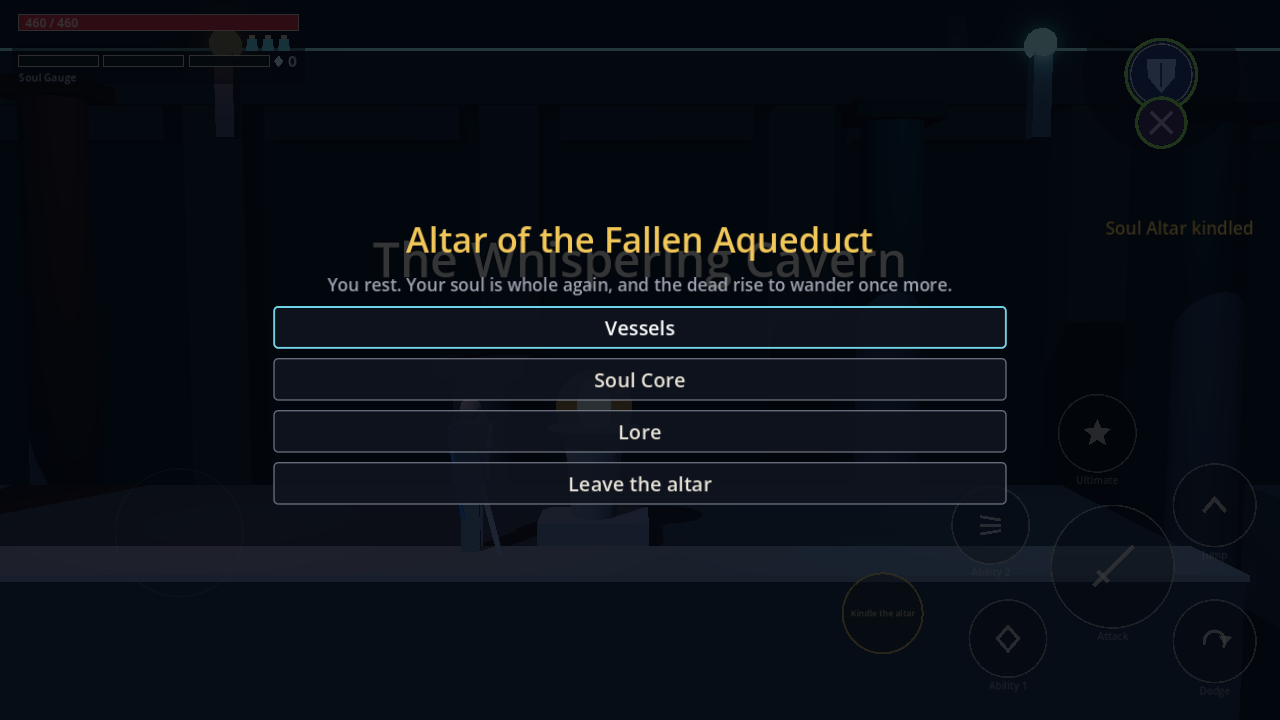 460 / 460
0
Soul Gauge
Soul Altar kindled
Altar of the Fallen Aqueduct
The Whispering Cavern
You rest. Your soul is whole again, and the dead rise to wander once more.
Vessels
Soul Core
Lore
Leave the altar
Ultimate
Jump
Ability 2
Kindle the altar
Attack
Ability 1
Dodge